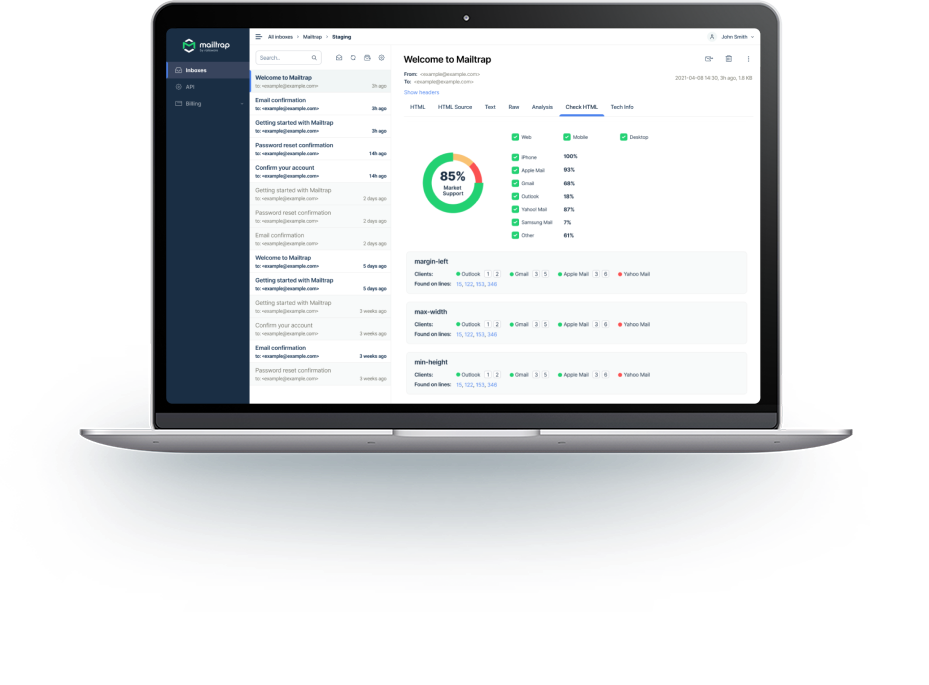 mailtrap
Inboxes
API
Billing
All inboxes > Mailtrap > Staging
John Smith
Search..
Welcome to Mailtrap
to: <example@example.com> 3h ago
Email confirmation
to: <example@example.com> 3h ago
Getting started with Mailtrap
to: <example@example.com> 3h ago
Password reset confirmation
to: <example@example.com> 14h ago
Confirm your account
to: <example@example.com> 14h ago
Getting started with Mailtrap
to: <example@example.com> 2 days ago
Password reset confirmation
to: <example@example.com> 2 days ago
Email confirmation
to: <example@example.com> 2 days ago
Welcome to Mailtrap
to: <example@example.com> 5 days ago
Getting started with Mailtrap
to: <example@example.com> 5 days ago
Getting started with Mailtrap
to: <example@example.com> 3 weeks ago
Confirm your account
to: <example@example.com> 3 weeks ago
Email confirmation
to: <example@example.com> 3 weeks ago
Password reset confirmation
to: <example@example.com> 3 weeks ago
Welcome to Mailtrap
From: <example@example.com>
To: <example@example.com>
2021-04-09 14:30, 3h ago, 1.8 KB
Show headers
HTML HTML Source Text Raw Analysis Check HTML Tech Info
85%
Market
Support
Web Mobile Desktop
iPhone 100%
Apple Mail 93%
Gmail 68%
Outlook 18%
Yahoo! Mail 87%
Samsung Mail 7%
Other 61%
margin-left
Clients: Outlook 1 2 Gmail 3 5 Apple Mail 3 6 Yahoo Mail
Found on lines: 15, 122, 153, 346
max-width
Clients: Outlook 1 2 Gmail 3 5 Apple Mail 3 6 Yahoo Mail
Found on lines: 15, 122, 153, 346
min-height
Clients: Outlook 1 2 Gmail 3 5 Apple Mail 3 6 Yahoo Mail
Found on lines: 15, 122, 153, 346